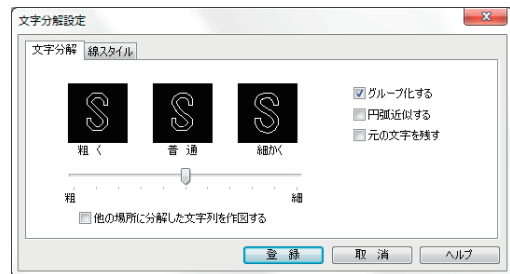 文字分解設定
文字分解 線スタイル
S S S
粗く 普通 細かく
粗 細
他の場所に分解した文字列を作図する
グループ化する
円弧近似する
元の文字を残す
登録 取消 ヘルプ